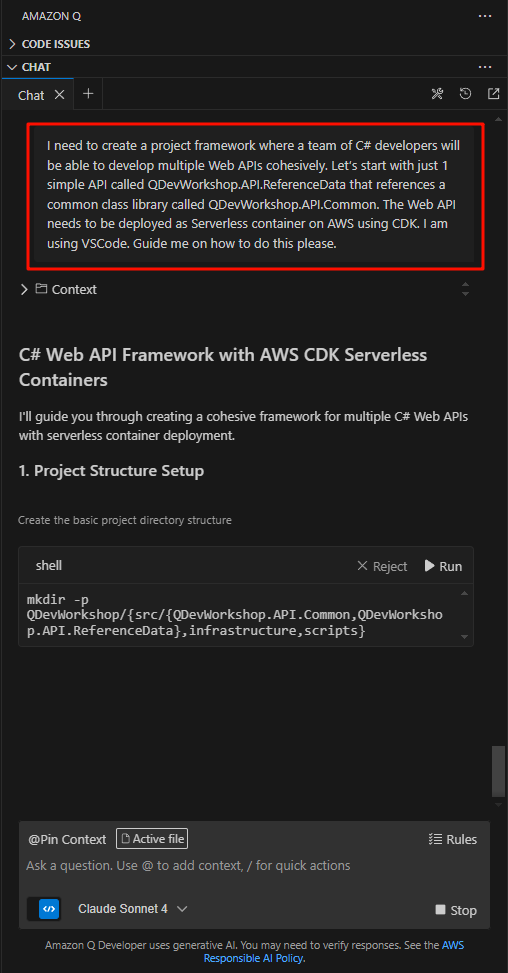 AMAZON Q
CODE ISSUES
CHAT
Chat
I need to create a project framework where a team of C# developers will
be able to develop multiple Web APIs cohesively. Let's start with just 1
simple API called QDevWorkshop.API.ReferenceData that references a
common class library called QDevWorkshop.API.Common. The Web API
needs to be deployed as Serverless container on AWS using CDK. I am
using VSCode. Guide me on how to do this please.
Context
C# Web API Framework with AWS CDK Serverless
Containers
I'll guide you through creating a cohesive framework for multiple C# Web APIs
with serverless container deployment.
1. Project Structure Setup
Create the basic project directory structure
shell Reject Run
mkdir -p
QDevWorkshop/{src/{QDevWorkshop.API.Common,QDevWorksho
p.API.ReferenceData},infrastructure,scripts}
@Pin Context Active file Rules
Ask a question. Use @ to add context, / for quick actions
Claude Sonnet 4 Stop
Amazon Q Developer uses generative AI. You may need to verify responses. See the AWS
Responsible AI Policy.